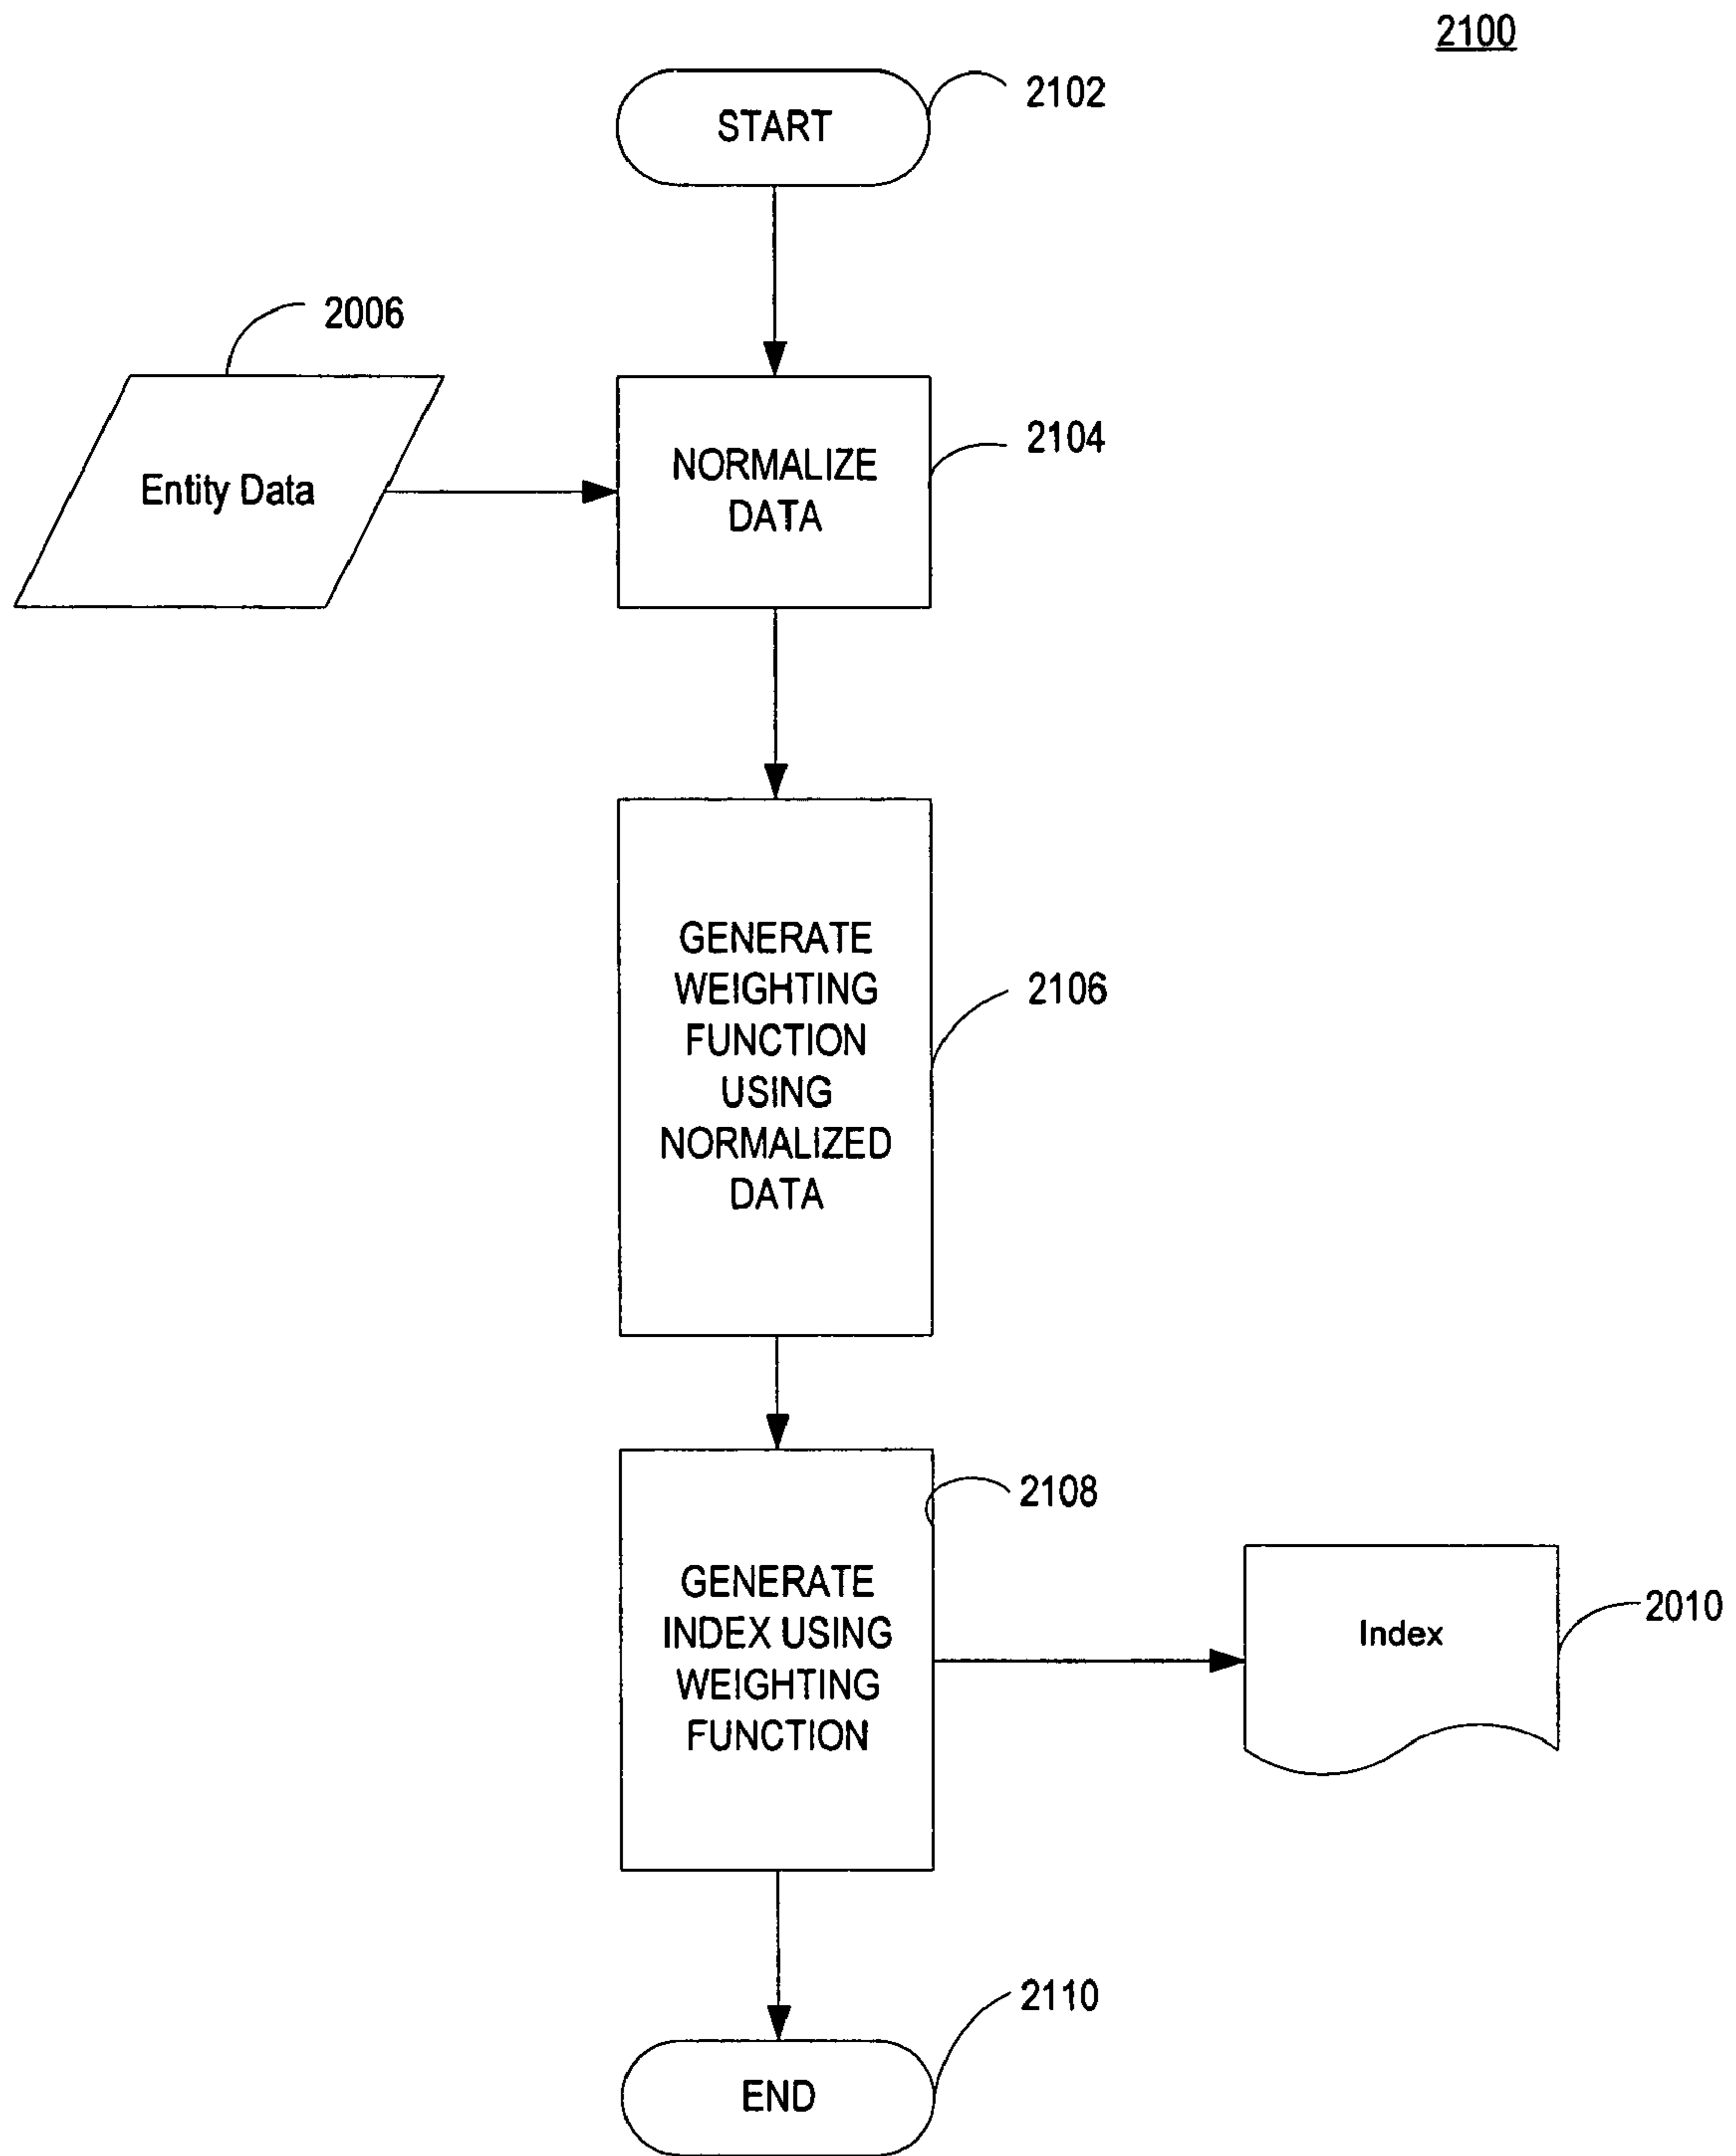 2100
START
2102
2006
Entity Data
NORMALIZE
DATA
2104
GENERATE
WEIGHTING
FUNCTION
USING
NORMALIZED
DATA
2106
2108
GENERATE
INDEX USING
WEIGHTING
FUNCTION
Index
2010
2110
END